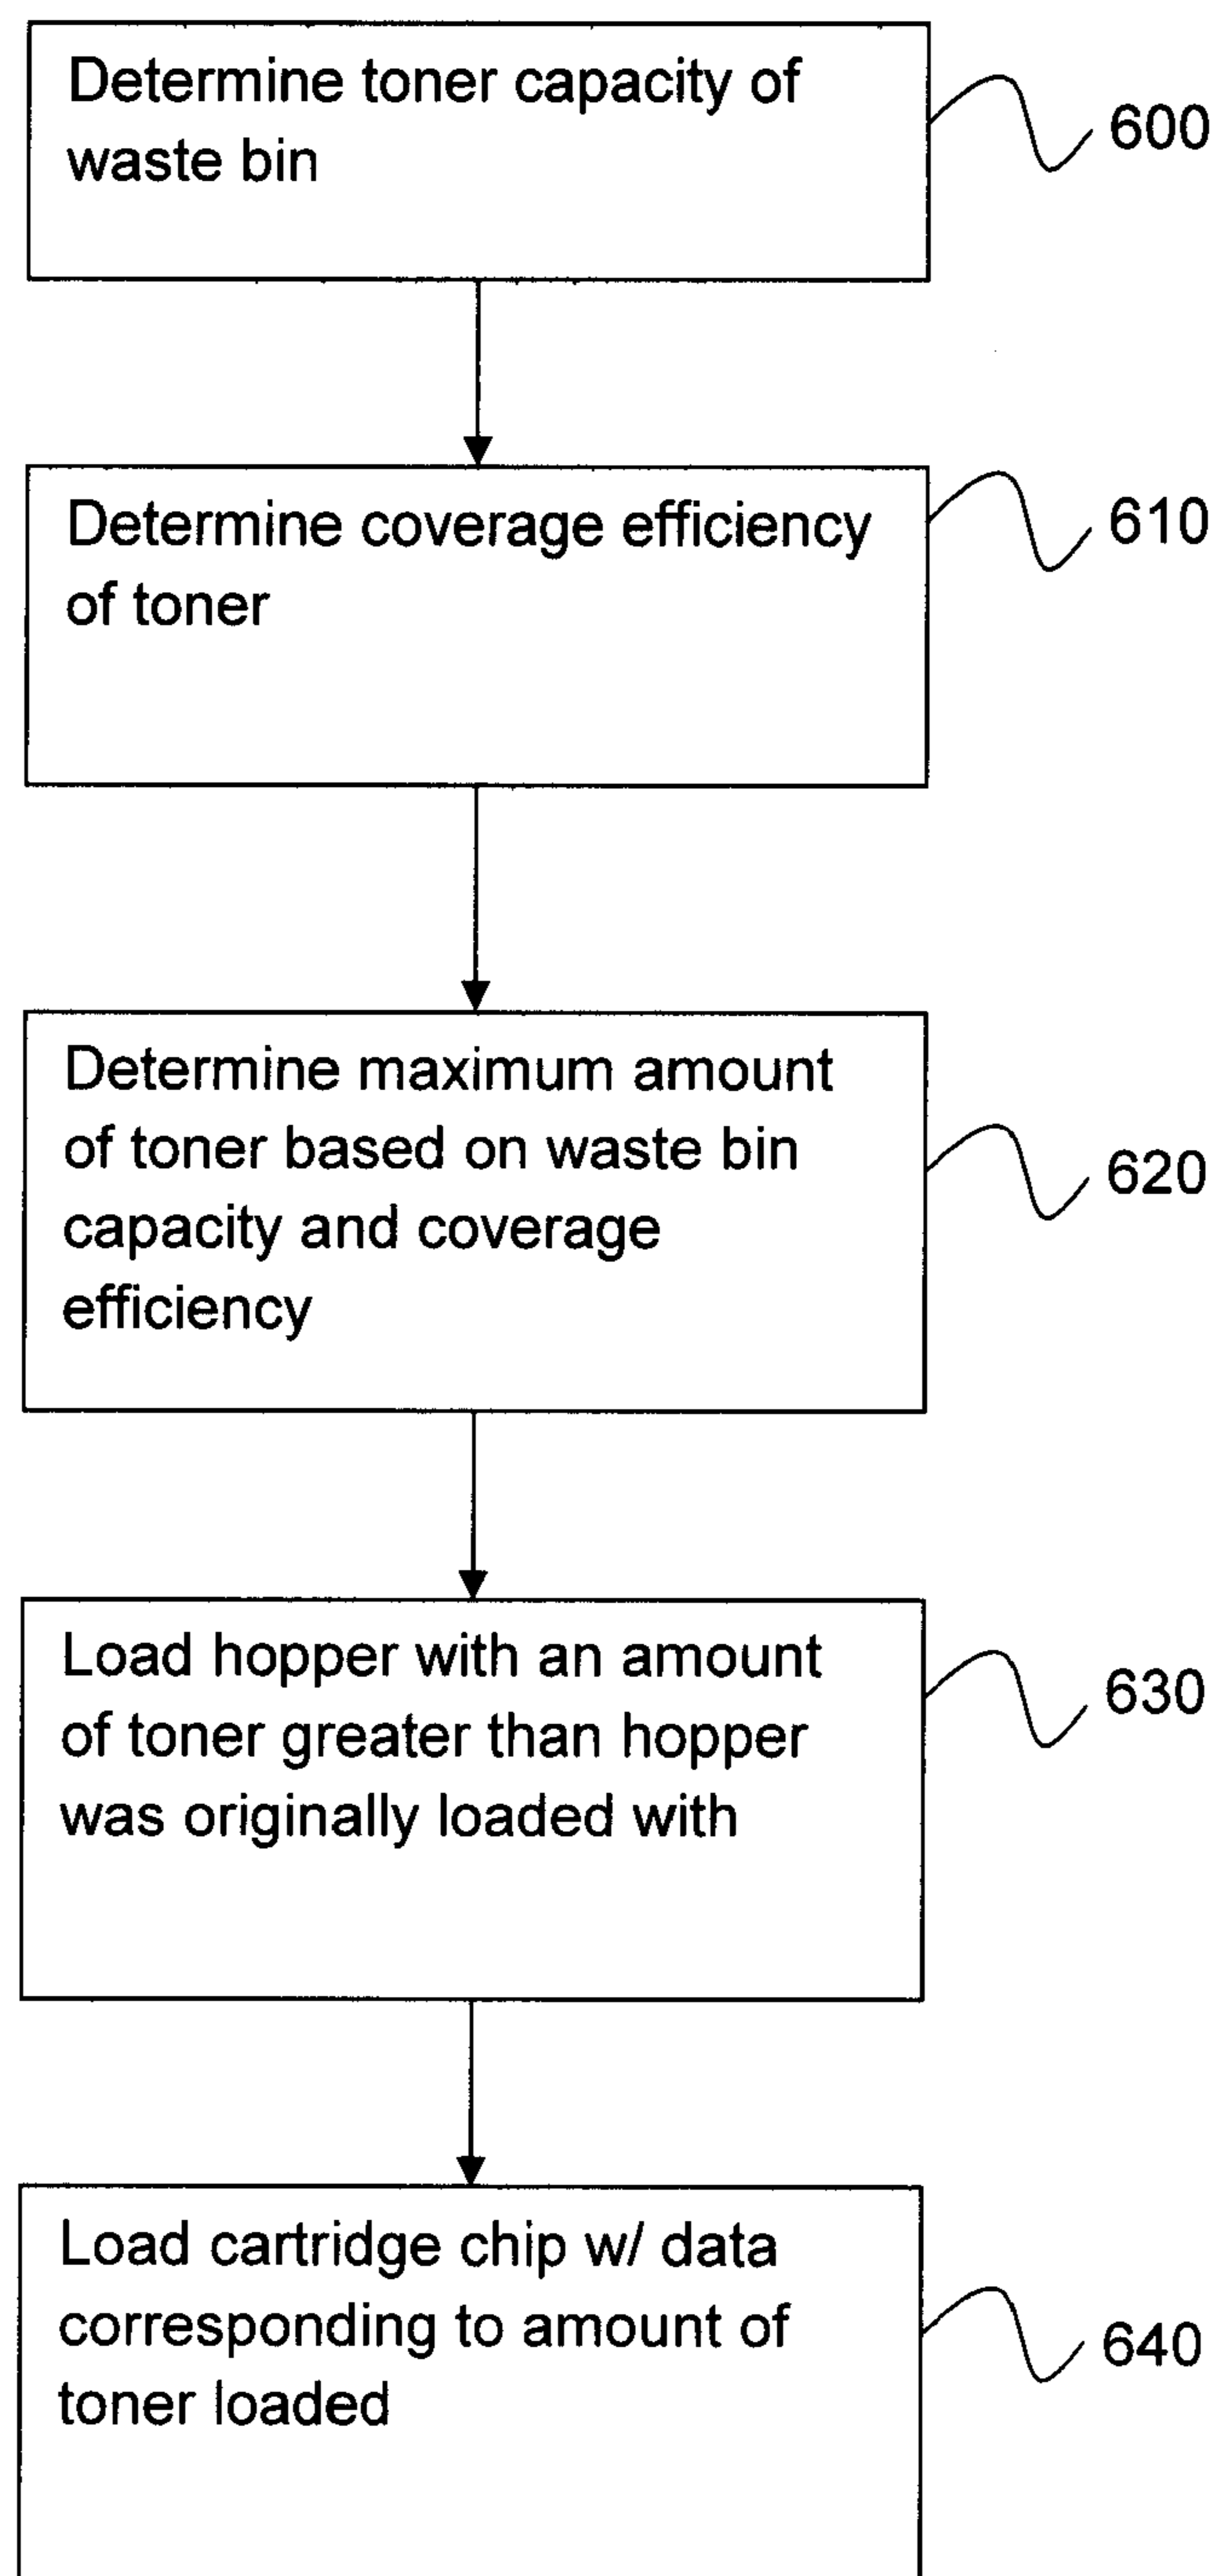 Determine toner capacity of
waste bin
600
Determine coverage efficiency
of toner
610
Determine maximum amount
of toner based on waste bin
capacity and coverage
efficiency
620
Load hopper with an amount
of toner greater than hopper
was originally loaded with
630
Load cartridge chip w/ data
corresponding to amount of
toner loaded
640